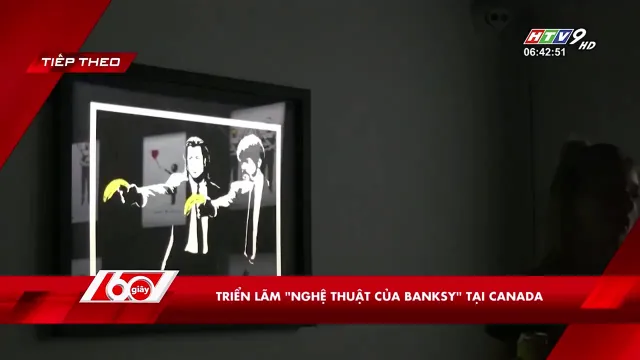 TIẾP THEO
HTV9 HD
06:42:51
60 giây
TRIỂN LÃM "NGHỆ THUẬT CỦA BANKSY" TẠI CANADA